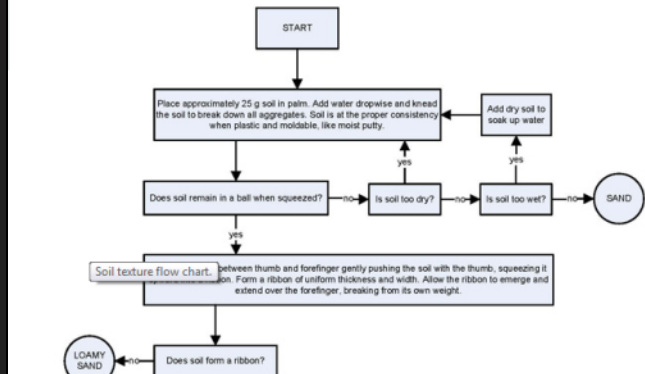 START
Place approximately 25 g soil in palm. Add water dropwise and knead
the soil to break down all aggregates. Soil is at the proper consistency
when plastic and moldable, like moist putty.
Add dry soil to
soak up water
yes
yes
Does soil remain in a ball when squeezed?
no
Is soil too dry?
no
Is soil too wet?
no
SAND
yes
Soil texture flow chart.
between thumb and forefinger gently pushing the soil with the thumb, squeezing it
Form a ribbon of uniform thickness and width. Allow the ribbon to emerge and
extend over the forefinger, breaking from its own weight.
LOAMY
SAND
no
Does soil form a ribbon?